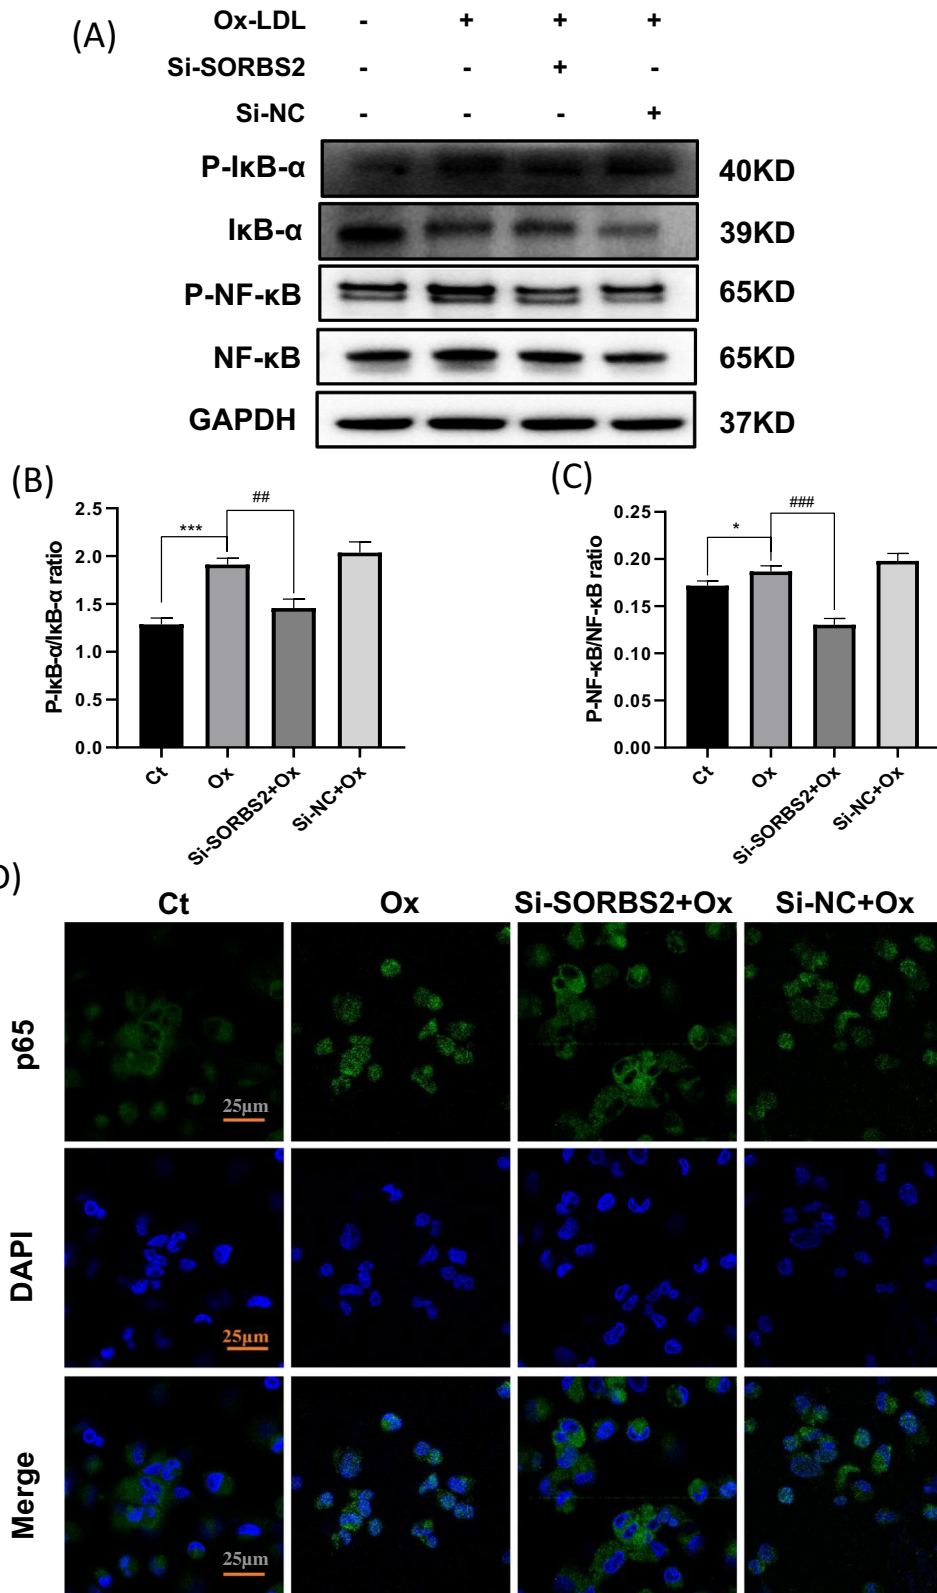 (A)
Ox-LDL - + + +
Si-SORBS2 - - + -
Si-NC - - - +
P-IκB-α 40KD
IκB-α 39KD
P-NF-κB 65KD
NF-κB 65KD
GAPDH 37KD
(B)
P-IκB-α/IκB-α ratio
2.5
2.0
1.5
1.0
0.5
0.0
***
##
Ct
Ox
Si-SORBS2+Ox
Si-NC+Ox
(C)
P-NF-κB/NF-κB ratio
0.25
0.20
0.15
0.10
0.05
0.00
*
###
Ct
Ox
Si-SORBS2+Ox
Si-NC+Ox
D)
Ct Ox Si-SORBS2+Ox Si-NC+Ox
p65
25μm
DAPI
25μm
Merge
25μm